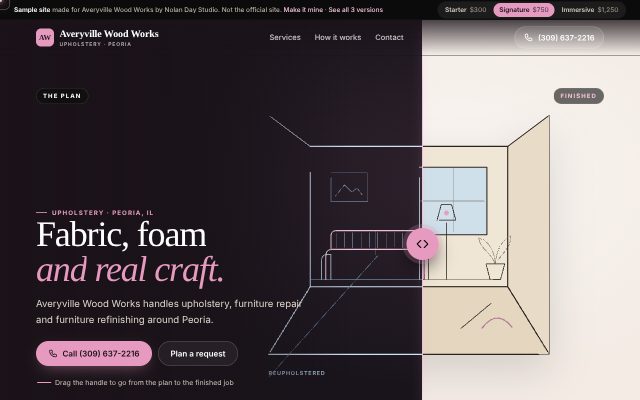 Sample site made for Averyville Wood Works by Nolan Day Studio. Not the official site. Make it mine · See all 3 versions
Starter $300 Signature $750 Immersive $1,250
AW Averyville Wood Works
UPHOLSTERY · PEORIA
Services How it works Contact
(309) 637-2216
THE PLAN
FINISHED
UPHOLSTERY · PEORIA, IL
Fabric, foam
and real craft.
Averyville Wood Works handles upholstery, furniture repair
and furniture refinishing around Peoria.
Call (309) 637-2216 Plan a request
Drag the handle to go from the plan to the finished job
REUPHOLSTERED